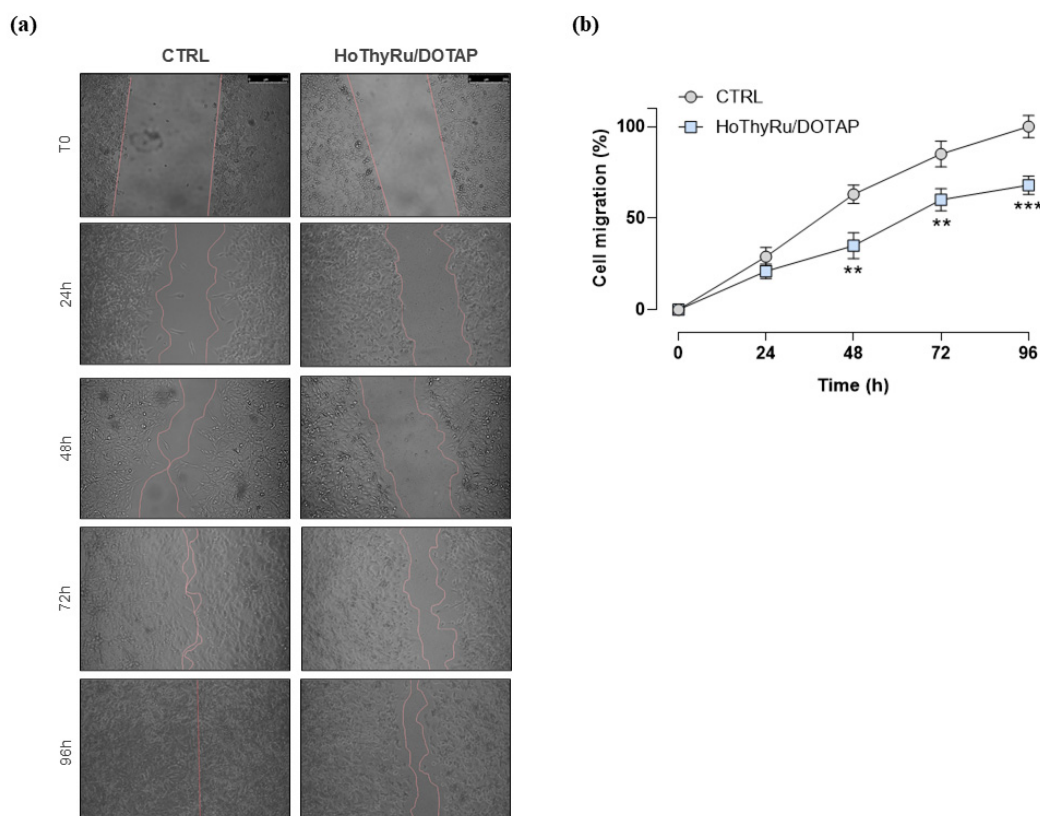 (a)
CTRL HoThyRu/DOTAP
T0
24h
48h
72h
96h
(b)
CTRL
HoThyRu/DOTAP
Cell migration (%)
100
50
0
**
**
***
0 24 48 72 96
Time (h)